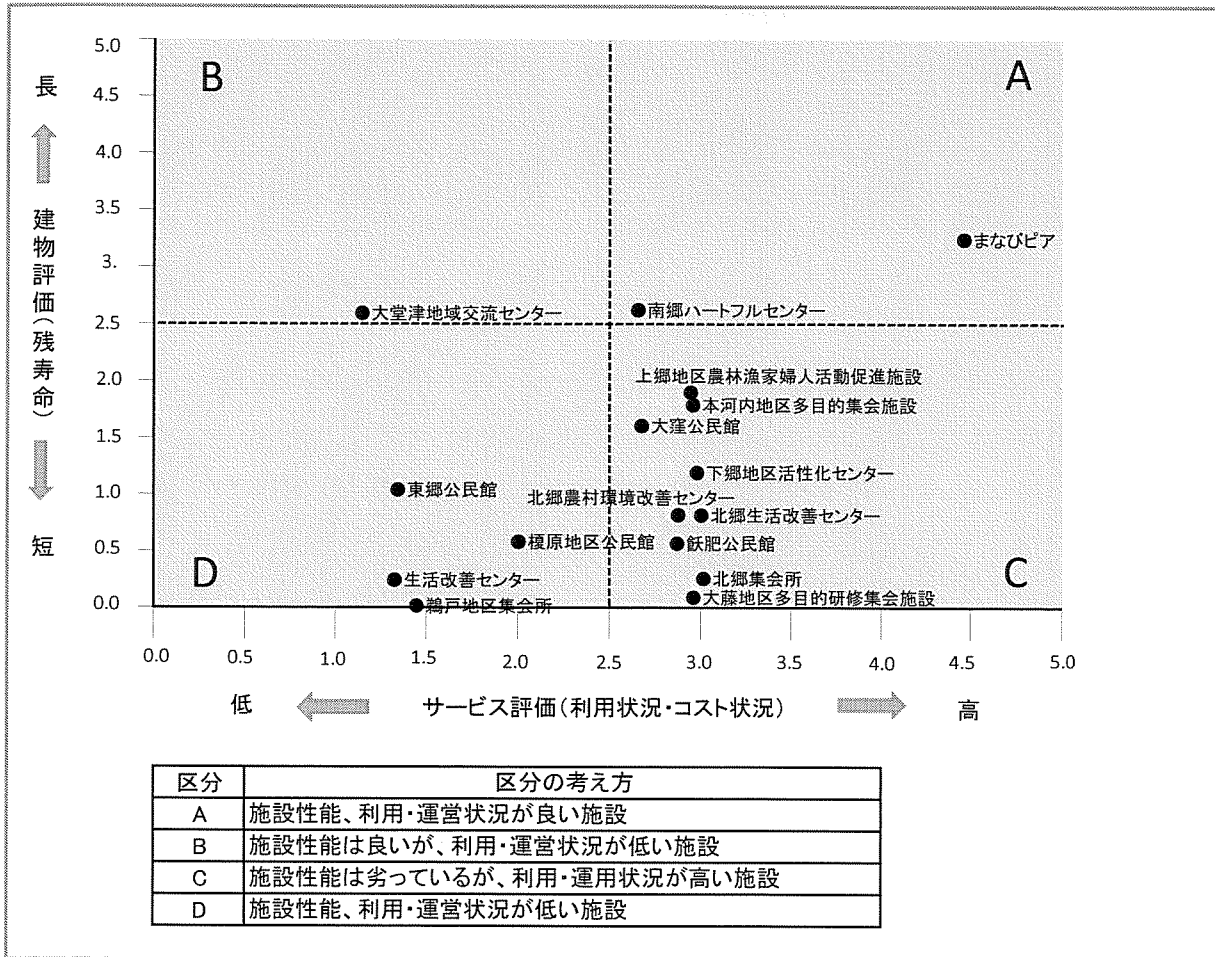 5.0
B
A
長
4.5
4.0
3.5
建物評価(残寿命)
まなびピア
3.
大堂津地域交流センター
南郷ハートフルセンター
2.5
上郷地区農林漁家婦人活動促進施設
2.0
本河内地区多目的集会施設
1.5
大窪公民館
下郷地区活性化センター
1.0
東郷公民館
北郷農村環境改善センター
北郷生活改善センター
短
0.5
榎原地区公民館
飫肥公民館
D
C
生活改善センター
北郷集会所
0.0
鵜戸地区集会所
大藤地区多目的研修集会施設
0.0 0.5 1.0 1.5 2.0 2.5 3.0 3.5 4.0 4.5 5.0
低 サービス評価(利用状況・コスト状況) 高
区分 区分の考え方
A 施設性能、利用・運営状況が良い施設
B 施設性能は良いが、利用・運営状況が低い施設
C 施設性能は劣っているが、利用・運用状況が高い施設
D 施設性能、利用・運営状況が低い施設